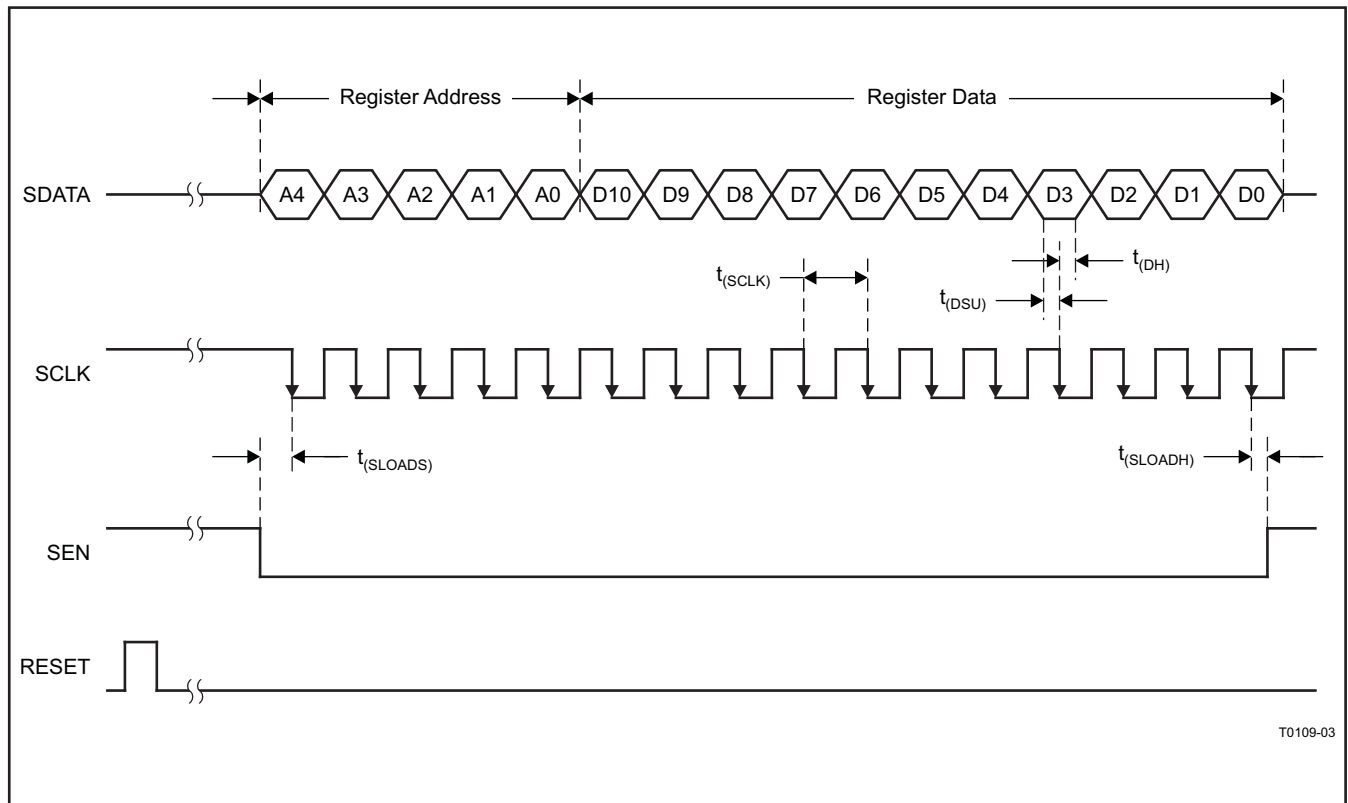 Register Address
Register Data
SDATA
A4 A3 A2 A1 A0 D10 D9 D8 D7 D6 D5 D4 D3 D2 D1 D0
t(DH)
t(SCLK)
t(DSU)
SCLK
t(SLOADS)
t(SLOADH)
SEN
RESET
T0109-03